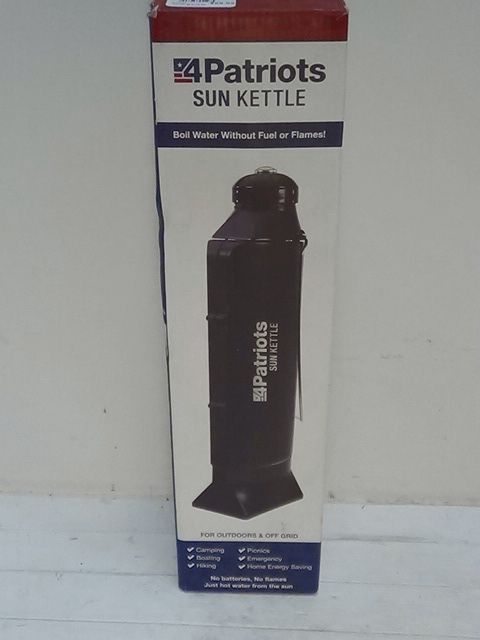 4Patriots
SUN KETTLE
Boil Water Without Fuel or Flames!
4Patriots
SUN KETTLE
FOR OUTDOORS & OFF GRID
Camping Picnics
Boating Emergency
Hiking Home Energy Saving
No batteries, No flames
Just hot water from the sun